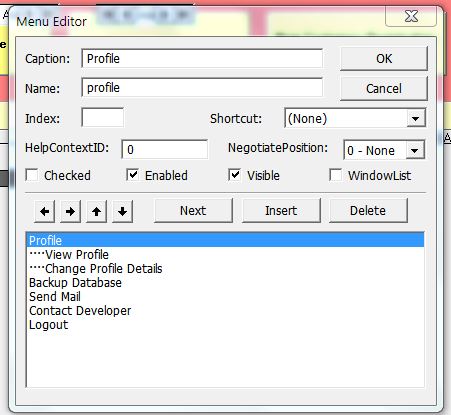 Menu Editor
Caption: Profile OK
Name: profile Cancel
Index: Shortcut: (None)
HelpContextID: 0 NegotiatePosition: 0 - None
Checked Enabled Visible WindowList
Next Insert Delete
Profile
····View Profile
····Change Profile Details
Backup Database
Send Mail
Contact Developer
Logout